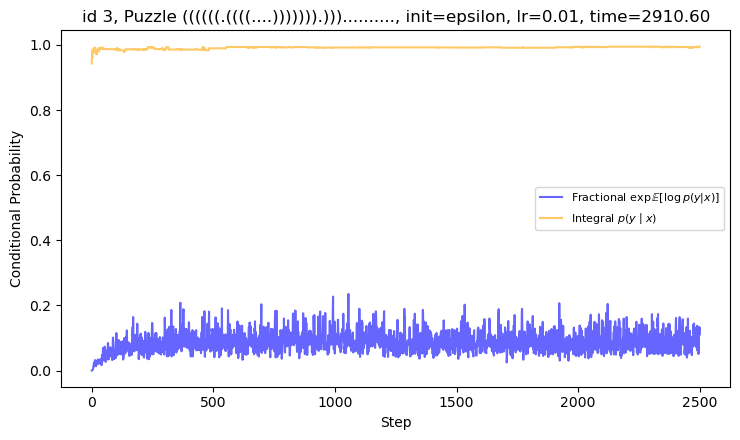 id 3, Puzzle ((((((.((((....))))))).))).........., init=epsilon, lr=0.01, time=2910.60
1.0
0.8
0.6
0.4
0.2
0.0
Conditional Probability
Fractional exp𝔼[log p(y|x)]
Integral p(y | x)
0
500
1000
1500
2000
2500
Step